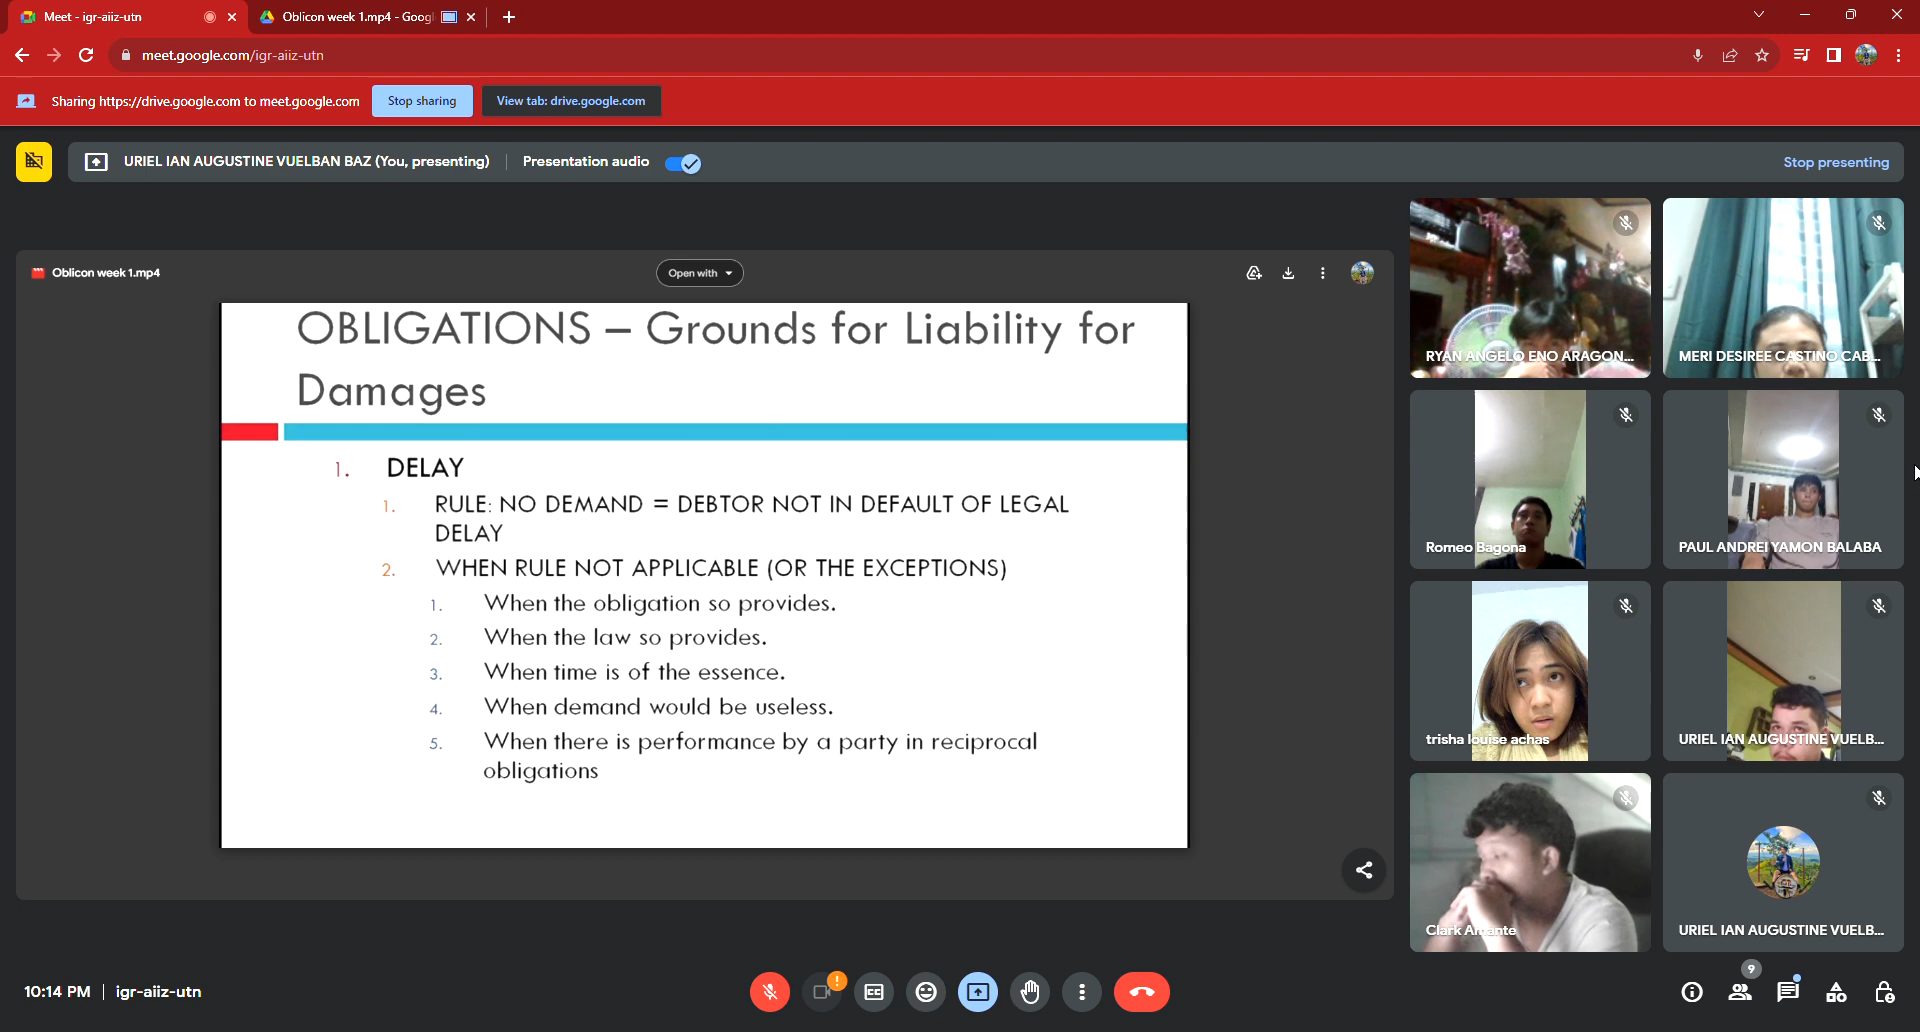 Meet - igr-aiiz-utn
Oblicon week 1.mp4 - Googl
meet.google.com/igr-aiiz-utn
Sharing https://drive.google.com to meet.google.com
Stop sharing
View tab: drive.google.com
URIEL IAN AUGUSTINE VUELBAN BAZ (You, presenting)
Presentation audio
Stop presenting
Oblicon week 1.mp4
Open with
OBLIGATIONS – Grounds for Liability for
Damages
1. DELAY
1. RULE: NO DEMAND = DEBTOR NOT IN DEFAULT OF LEGAL
DELAY
2. WHEN RULE NOT APPLICABLE (OR THE EXCEPTIONS)
1. When the obligation so provides.
2. When the law so provides.
3. When time is of the essence.
4. When demand would be useless.
5. When there is performance by a party in reciprocal
obligations
RYAN ANGELO ENO ARAGON...
MERI DESIREE CASTINO CAB...
Romeo Bagona
PAUL ANDREI YAMON BALABA
trisha louise achas
URIEL IAN AUGUSTINE VUELB...
Clark Amante
URIEL IAN AUGUSTINE VUELB...
10:14 PM | igr-aiiz-utn
CC
9